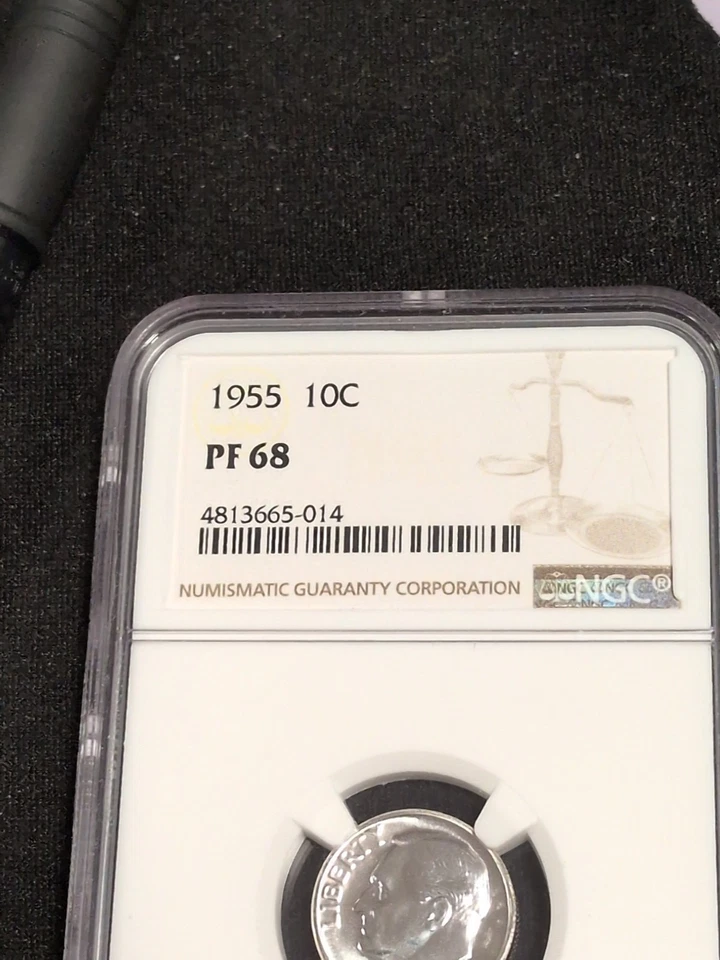 1955 10C
PF 68
4813665-014
NUMISMATIC GUARANTY CORPORATION NGC®
LIBERTY